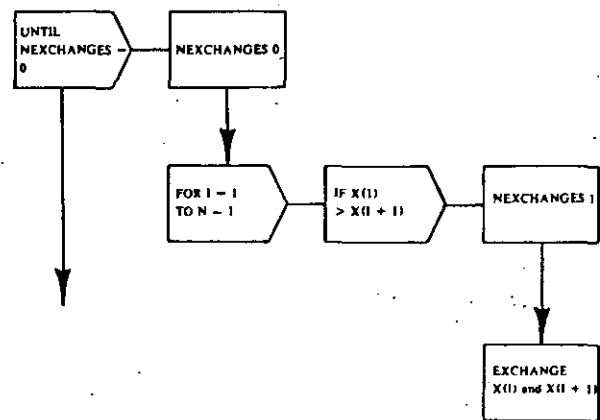 UNTIL
NEXCHANGES -
0
NEXCHANGES 0
FOR I - 1
TO N - 1
IF X(I)
> X(I + 1)
NEXCHANGES 1
EXCHANGE
X(I) and X(I + 1)